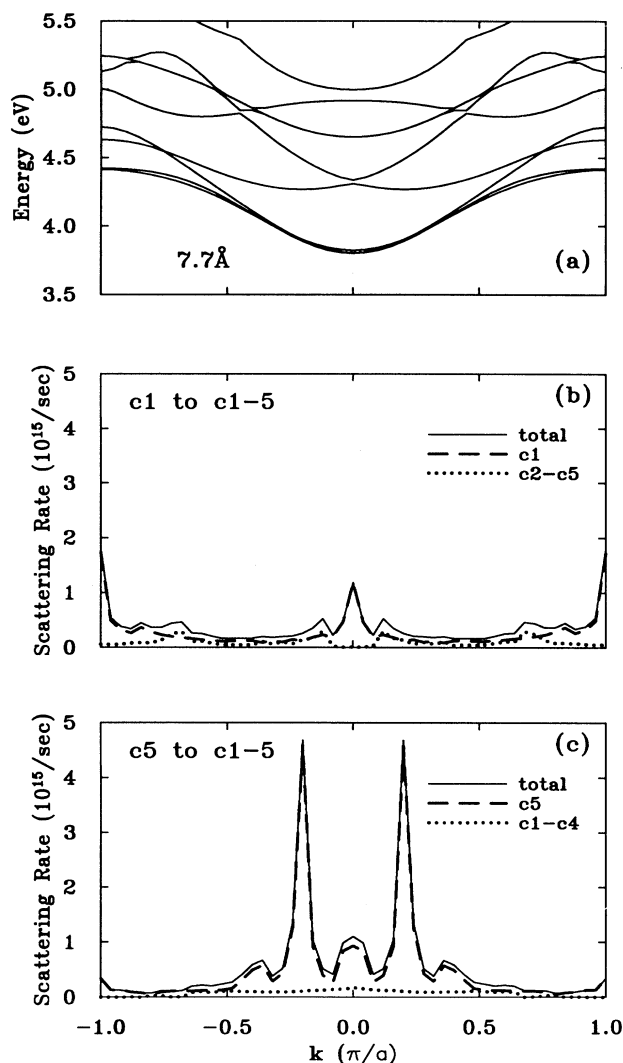 5.5
5.0
4.5
4.0
3.5
Energy (eV)
7.7Å
(a)
5
4
3
2
1
0
Scattering Rate (10¹⁵/sec)
c1 to c1-5
(b)
total
c1
c2-c5
5
4
3
2
1
0
Scattering Rate (10¹⁵/sec)
c5 to c1-5
(c)
total
c5
c1-c4
-1.0 -0.5 0.0 0.5 1.0
k (π/a)